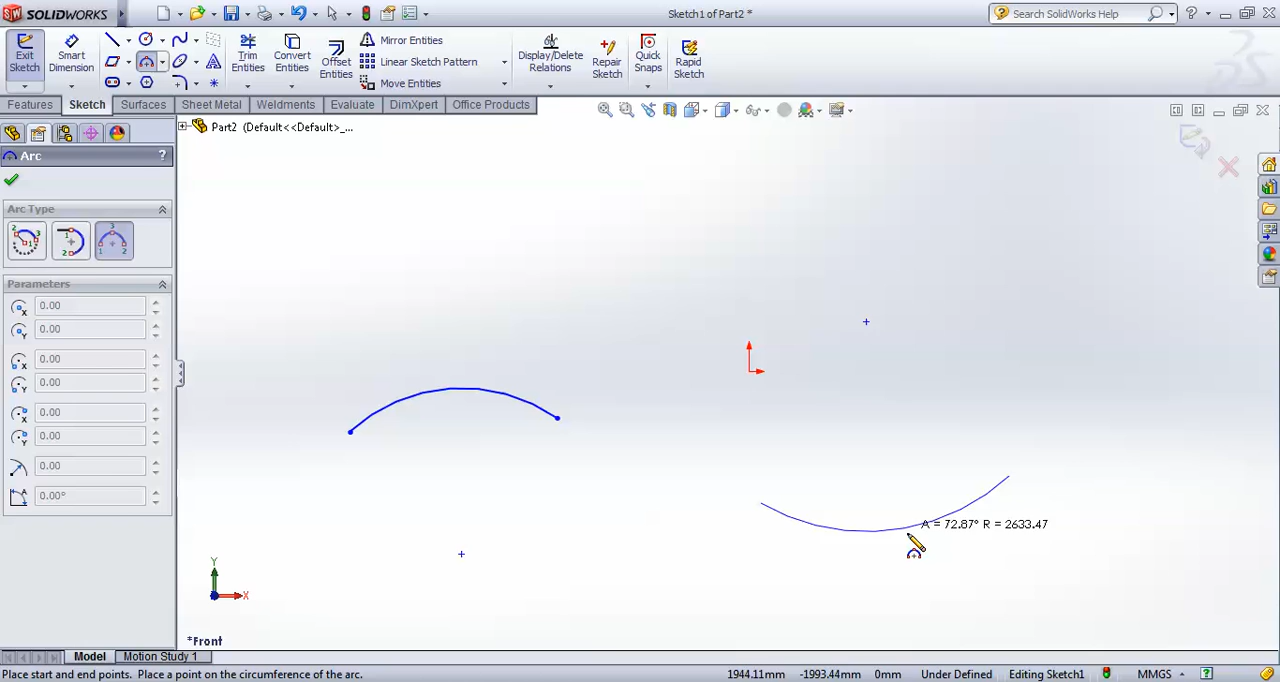 SW SOLIDWORKS
Sketch1 of Part2 *
Search SolidWorks Help
Exit Sketch
Smart Dimension
Trim Entities
Convert Entities
Offset Entities
Mirror Entities
Linear Sketch Pattern
Move Entities
Display/Delete Relations
Repair Sketch
Quick Snaps
Rapid Sketch
Features
Sketch
Surfaces
Sheet Metal
Weldments
Evaluate
DimXpert
Office Products
Part2 (Default<<Default>_...
Arc
?
Arc Type
Parameters
0.00
0.00
0.00
0.00
0.00
0.00
0.00
0.00°
A = 72.87° R = 2633.47
Y
X
*Front
Model
Motion Study 1
Place start and end points. Place a point on the circumference of the arc.
1944.11mm
-1993.44mm
0mm
Under Defined
Editing Sketch1
MMGS
?